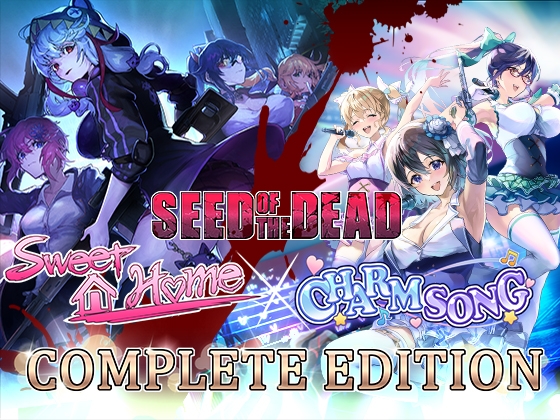 SEED OF THE DEAD
Sweet Home
CHARM SONG
COMPLETE EDITION